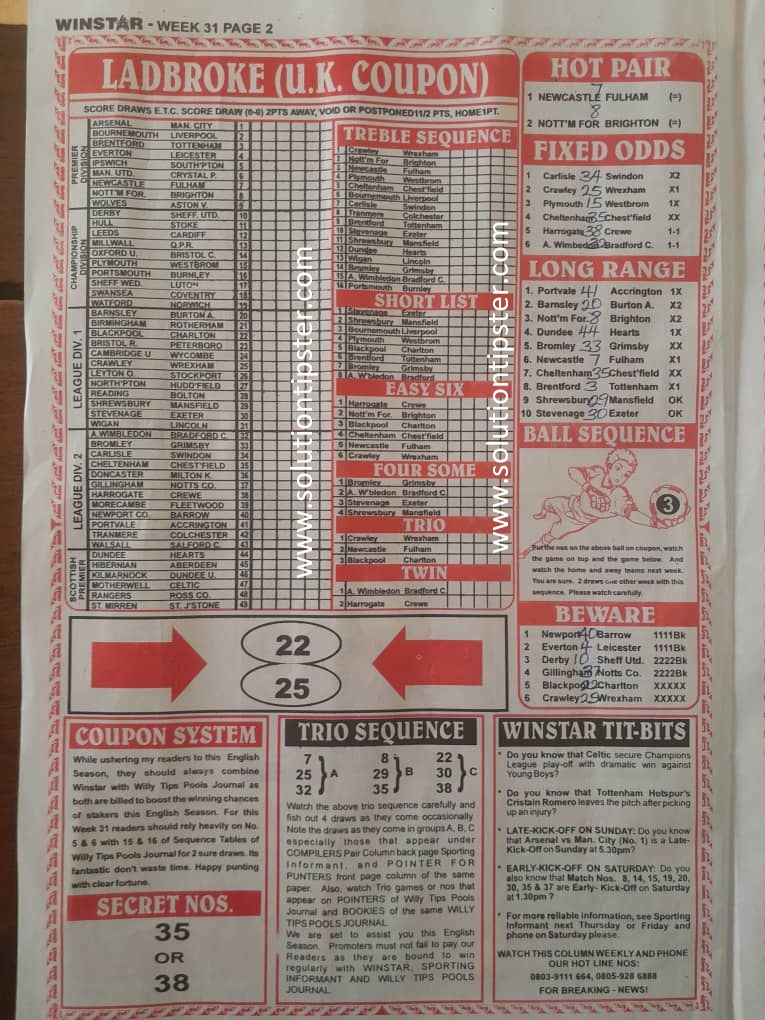 WINSTAR - WEEK 31 PAGE 2
LADBROKE (U.K. COUPON)
SCORE DRAWS E.T.C. SCORE DRAW (0-0) 2PTS AWAY, VOID OR POSTPONED11/2 PTS, HOME1PT.
PREMIER DIVISION
ARSENAL MAN. CITY 1
BOURNEMOUTH LIVERPOOL 2
BRENTFORD TOTTENHAM 3
EVERTON LEICESTER 4
IPSWICH SOUTH'PTON 5
MAN. UTD. CRYSTAL P. 6
NEWCASTLE FULHAM 7
NOTT'M FOR. BRIGHTON 8
WOLVES ASTON V. 9
CHAMPIONSHIP DIVISION
DERBY SHEFF. UTD. 10
HULL STOKE 11
LEEDS CARDIFF 12
MILLWALL Q.P.R. 13
OXFORD U. BRISTOL C. 14
PLYMOUTH WESTBROM 15
PORTSMOUTH BURNLEY 16
SHEFF WED. LUTON 17
SWANSEA COVENTRY 18
WATFORD NORWICH 19
LEAGUE DIV. 1
BARNSLEY BURTON A. 20
BIRMINGHAM ROTHERHAM 21
BLACKPOOL CHARLTON 22
BRISTOL R. PETERBORO 23
CAMBRIDGE U WYCOMBE 24
CRAWLEY WREXHAM 25
LEYTON O. STOCKPORT 26
NORTH'PTON HUDD'FIELD 27
READING BOLTON 28
SHREWSBURY MANSFIELD 29
STEVENAGE EXETER 30
WIGAN LINCOLN 31
LEAGUE DIV. 2
A.WIMBLEDON BRADFORD C. 32
BROMLEY GRIMSBY 33
CARLISLE SWINDON 34
CHELTENHAM CHEST'FIELD 35
DONCASTER MILTON K. 36
GILLINGHAM NOTTS CO. 37
HARROGATE CREWE 38
MORECAMBE FLEETWOOD 39
NEWPORT CO. BARROW 40
PORTVALE ACCRINGTON 41
TRANMERE COLCHESTER 42
WALSALL SALFORD C. 43
SCOTTISH PREMIER
DUNDEE HEARTS 44
HIBERNIAN ABERDEEN 45
KILMARNOCK DUNDEE U. 46
MOTHERWELL CELTIC 47
RANGERS ROSS CO. 48
ST. MIRREN ST. J'STONE 49
TREBLE SEQUENCE
1 Crawley Wrexham
2 Nott'm For Brighton
3 Newcastle Fulham
4 Plymouth Westbrom
5 Cheltenham Chest'field
6 Bournemouth Liverpool
7 Carlisle Swindon
8 Tranmere Colchester
9 Brentford Tottenham
10 Stevenage Exeter
11 Shrewsbury Mansfield
12 Dundee Hearts
13 Wigan Lincoln
14 Bromley Grimsby
15 A. Wimbledon Bradford C.
16 Portsmouth Burnley
SHORT LIST
1 Stevenage Exeter
2 Shrewsbury Mansfield
3 Bournemouth Liverpool
4 Plymouth Westbrom
5 Blackpool Charlton
6 Brentford Tottenham
7 Bromley Grimsby
8 A. W'bledon Bradford
EASY SIX
1 Harrogate Crewe
2 Nott'm For. Brighton
3 Blackpool Charlton
4 Cheltenham Chest'field
5 Newcastle Fulham
6 Crawley Wrexham
FOUR SOME
1 Bromley Grimsby
2 A. W'bledon Bradford C.
3 Stevenage Exeter
4 Shrewsbury Mansfield
TRIO
1 Crawley Wrexham
2 Newcastle Fulham
3 Blackpool Charlton
TWIN
1 A. Wimbledon Bradford C.
2 Harrogate Crewe
www.solutiontipster.com
www.solutiontipster.com
HOT PAIR
7
1 NEWCASTLE FULHAM (=)
8
2 NOTT'M FOR BRIGHTON (=)
FIXED ODDS
1 Carlisle 34 Swindon X2
2 Crawley 25 Wrexham X1
3 Plymouth 15 Westbrom 1X
4 Cheltenham 35 Chest'field XX
5 Harrogate 38 Crewe 1-1
6 A. Wimbledon 32 Bradford C. 1-1
LONG RANGE
1. Portvale 41 Accrington 1X
2. Barnsley 20 Burton A. X2
3. Nott'm For. 8 Brighton X2
4. Dundee 44 Hearts 1X
5. Bromley 33 Grimsby XX
6. Newcastle 7 Fulham X1
7. Cheltenham 35 Chest'field XX
8. Brentford 3 Tottenham X1
9 Shrewsbury 29 Mansfield OK
10 Stevenage 30 Exeter OK
BALL SEQUENCE
3
Put the nos on the above ball on coupon, watch
the game on top and the game below. And
watch the home and away teams next week.
You are sure. 2 draws one other week with this
sequence. Please watch carefully.
BEWARE
1 Newport 40 Barrow 1111Bk
2 Everton 4 Leicester 1111Bk
3 Derby 10 Sheff Utd. 2222Bk
4 Gillingham 37 Notts Co. 2222Bk
5 Blackpool 22 Charlton XXXXX
6 Crawley 25 Wrexham XXXXX
22
25
COUPON SYSTEM
While ushering my readers to this English
Season, they should always combine
Winstar with Willy Tips Pools Journal as
both are billed to boost the winning chances
of stakers this English Season. For this
Week 31 readers should rely heavily on No.
5 & 6 with 15 & 16 of Sequence Tables of
Willy Tips Pools Journal for 2 sure draws. Its
fantastic don't waste time. Happy punting
with clear fortune.
SECRET NOS.
35
OR
38
TRIO SEQUENCE
7 8 22
25 A 29 B 30 C
32 35 38
Watch the above trio sequence carefully and
fish out 4 draws as they come occasionally.
Note the draws as they come in groups A, B, C
especially those that appear under
COMPILERS Pair Column back page Sporting
Informant, and POINTER FOR
PUNTERS front page column of the same
paper. Also, watch Trio games or nos that
appear on POINTERS of Willy Tips Pools
Journal and BOOKIES of the same WILLY
TIPS POOLS JOURNAL.
We are set to assist you this English
Season. Promoters must not fail to pay our
Readers as they are bound to win
regularly with WINSTAR, SPORTING
INFORMANT AND WILLY TIPS POOLS
JOURNAL.
WINSTAR TIT-BITS
* Do you know that Celtic secure Champions
League play-off with dramatic win against
Young Boys?
* Do you know that Tottenham Hotspur's
Cristain Romero leaves the pitch after picking
up an injury?
* LATE-KICK-OFF ON SUNDAY: Do you know
that Arsenal vs Man. City (No. 1) is a Late-
Kick-Off on Sunday at 5.30pm?
* EARLY-KICK-OFF ON SATURDAY: Do you
also know that Match Nos. 8, 14, 15, 19, 20,
30, 35 & 37 are Early- Kick-Off on Saturday
at 1.30pm ?
* For more reliable information, see Sporting
Informant next Thursday or Friday and
phone on Saturday please.
WATCH THIS COLUMN WEEKLY AND PHONE
OUR HOT LINE NOS:
0803-9111 664, 0805-928 6888
FOR BREAKING - NEWS!